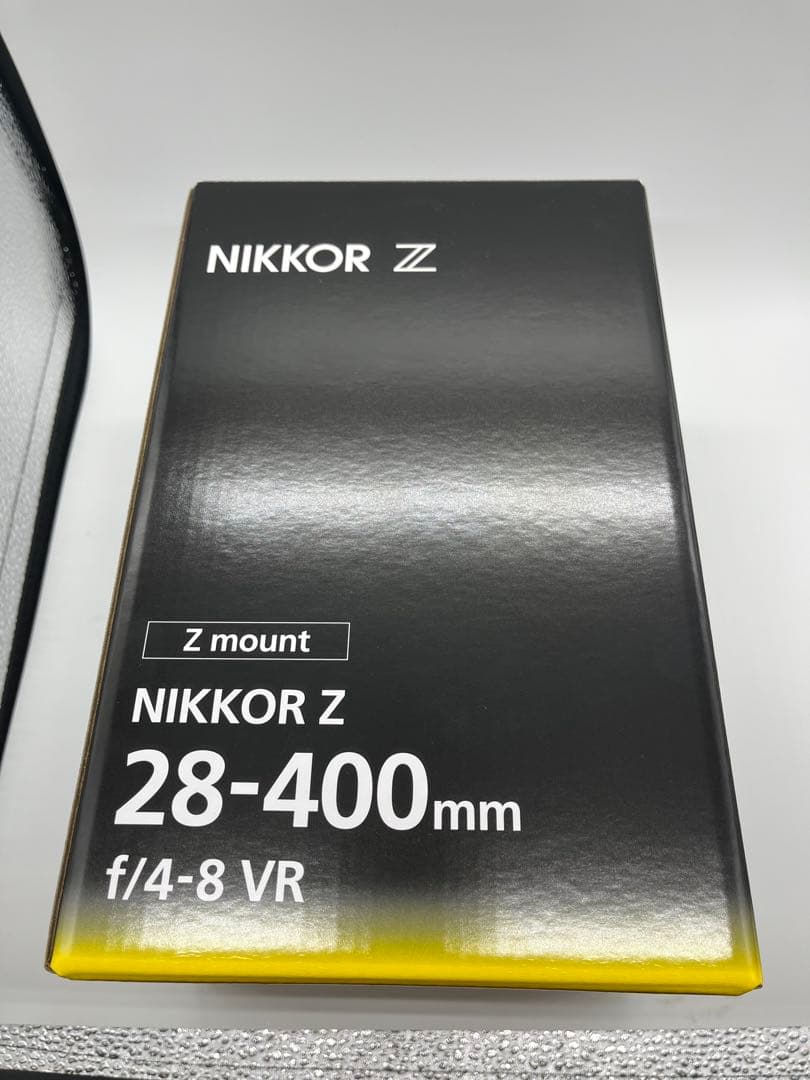 NIKKOR Z
Z mount
NIKKOR Z
28-400mm
f/4-8 VR